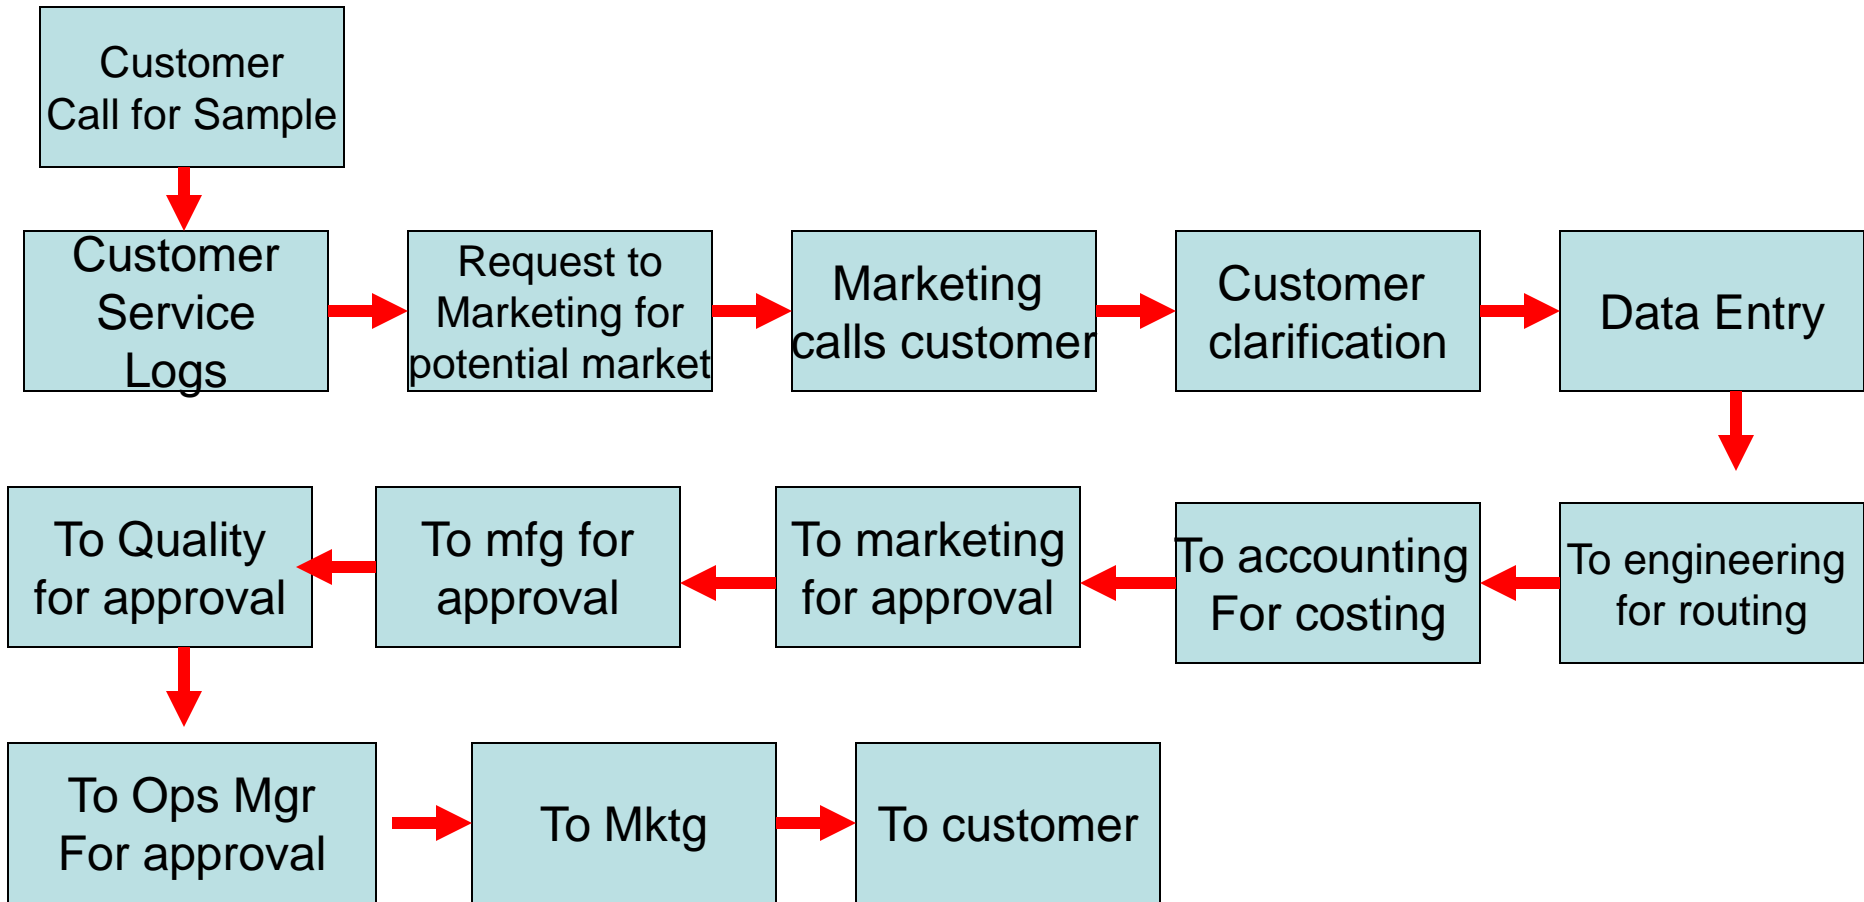 Customer
Call for Sample
Customer
Service
Logs
Request to
Marketing for
potential market
Marketing
calls customer
Customer
clarification
Data Entry
To Quality
for approval
To mfg for
approval
To marketing
for approval
To accounting
For costing
To engineering
for routing
To Ops Mgr
For approval
To Mktg
To customer